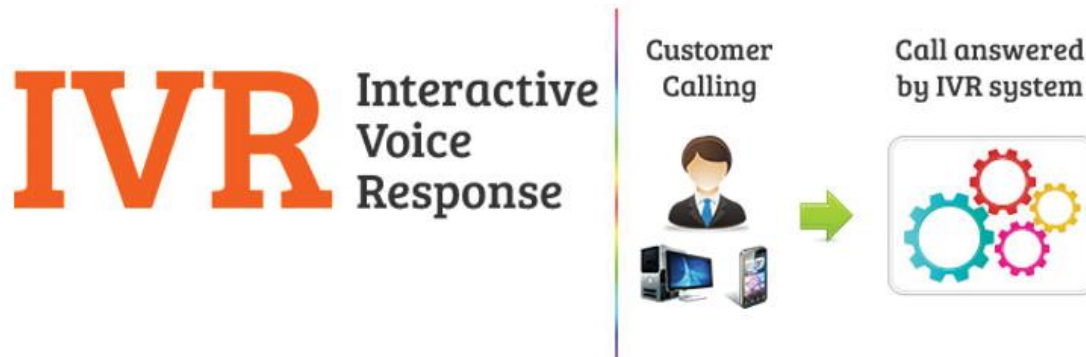 IVR
Interactive
Voice
Response
Customer
Calling
Call answered
by IVR system